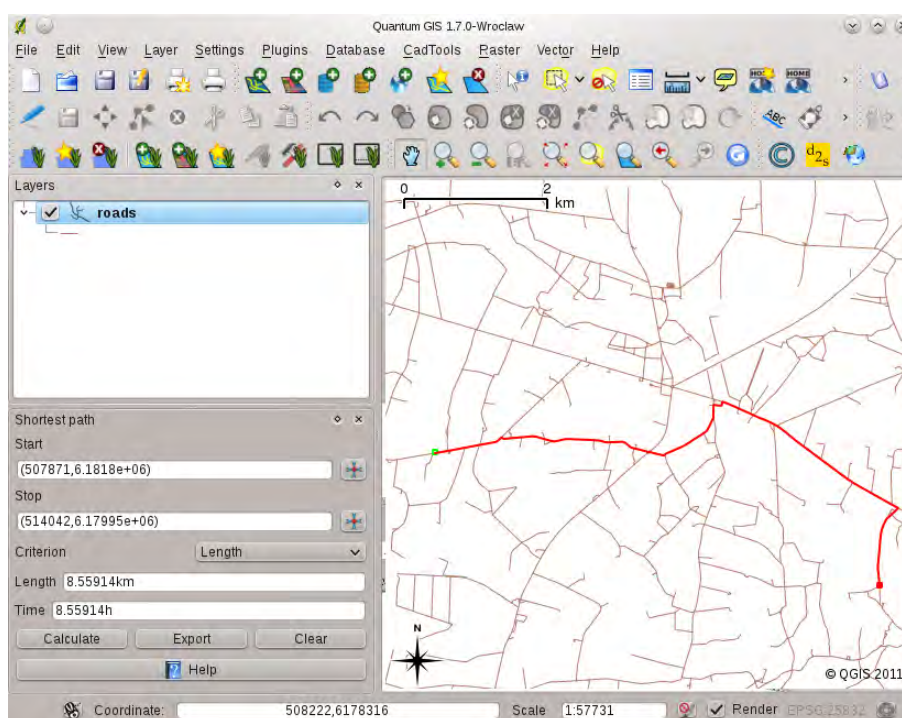 Quantum GIS 1.7.0-Wroclaw
File Edit View Layer Settings Plugins Database CadTools Raster Vector Help
HOME
ABC
d2s
Layers
roads
0 2
km
Shortest path
Start
(507871,6.1818e+06)
Stop
(514042,6.17995e+06)
Criterion Length
Length 8.55914km
Time 8.55914h
Calculate Export Clear
? Help
N
© QGIS 2011
Coordinate: 508222,6178316 Scale 1:57731 Render EPSG:25832